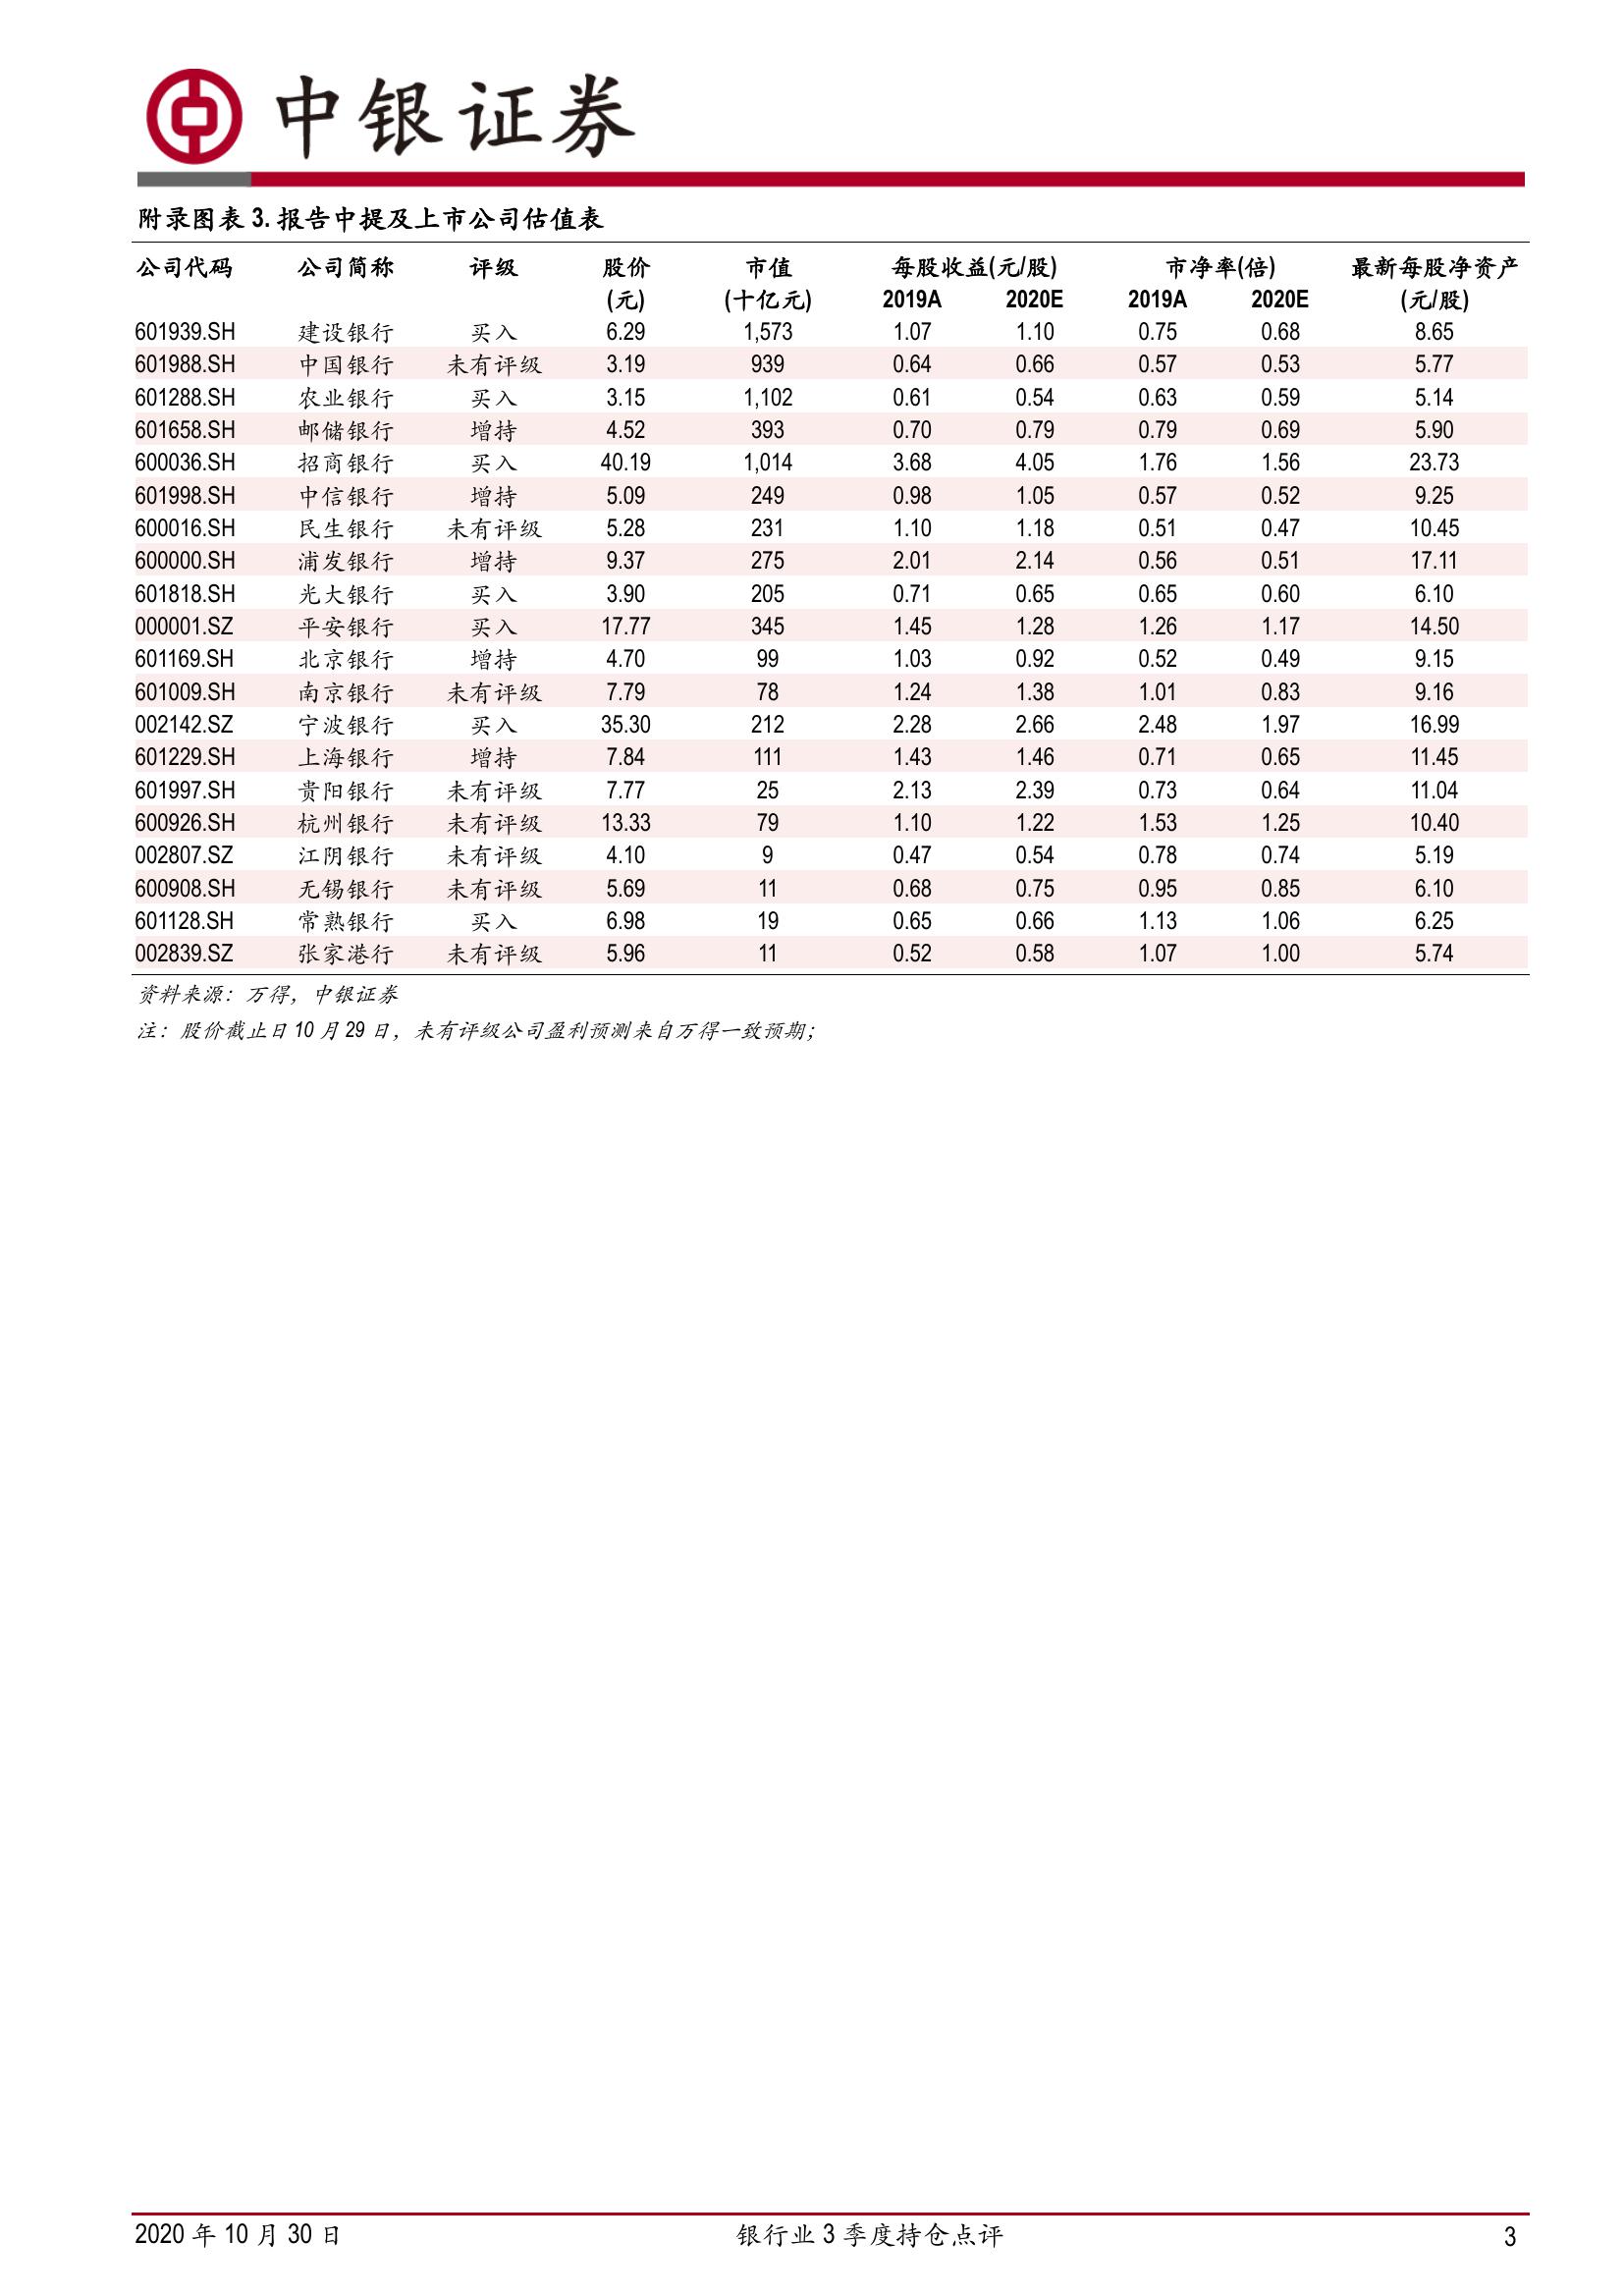 中银证券
附录图表 3. 报告中提及上市公司估值表
公司代码 公司简称 评级 股价 市值 每股收益(元/股) 市净率(倍) 最新每股净资产
(元) (十亿元) 2019A 2020E 2019A 2020E (元/股)
601939.SH 建设银行 买入 6.29 1,573 1.07 1.10 0.75 0.68 8.65
601988.SH 中国银行 未有评级 3.19 939 0.64 0.66 0.57 0.53 5.77
601288.SH 农业银行 买入 3.15 1,102 0.61 0.54 0.63 0.59 5.14
601658.SH 邮储银行 增持 4.52 393 0.70 0.79 0.79 0.69 5.90
600036.SH 招商银行 买入 40.19 1,014 3.68 4.05 1.76 1.56 23.73
601998.SH 中信银行 增持 5.09 249 0.98 1.05 0.57 0.52 9.25
600016.SH 民生银行 未有评级 5.28 231 1.10 1.18 0.51 0.47 10.45
600000.SH 浦发银行 增持 9.37 275 2.01 2.14 0.56 0.51 17.11
601818.SH 光大银行 买入 3.90 205 0.71 0.65 0.65 0.60 6.10
000001.SZ 平安银行 买入 17.77 345 1.45 1.28 1.26 1.17 14.50
601169.SH 北京银行 增持 4.70 99 1.03 0.92 0.52 0.49 9.15
601009.SH 南京银行 未有评级 7.79 78 1.24 1.38 1.01 0.83 9.16
002142.SZ 宁波银行 买入 35.30 212 2.28 2.66 2.48 1.97 16.99
601229.SH 上海银行 增持 7.84 111 1.43 1.46 0.71 0.65 11.45
601997.SH 贵阳银行 未有评级 7.77 25 2.13 2.39 0.73 0.64 11.04
600926.SH 杭州银行 未有评级 13.33 79 1.10 1.22 1.53 1.25 10.40
002807.SZ 江阴银行 未有评级 4.10 9 0.47 0.54 0.78 0.74 5.19
600908.SH 无锡银行 未有评级 5.69 11 0.68 0.75 0.95 0.85 6.10
601128.SH 常熟银行 买入 6.98 19 0.65 0.66 1.13 1.06 6.25
002839.SZ 张家港行 未有评级 5.96 11 0.52 0.58 1.07 1.00 5.74
资料来源：万得，中银证券
注：股价截止日 10 月 29 日，未有评级公司盈利预测来自万得一致预期；
2020 年 10 月 30 日 银行业 3 季度持仓点评 3